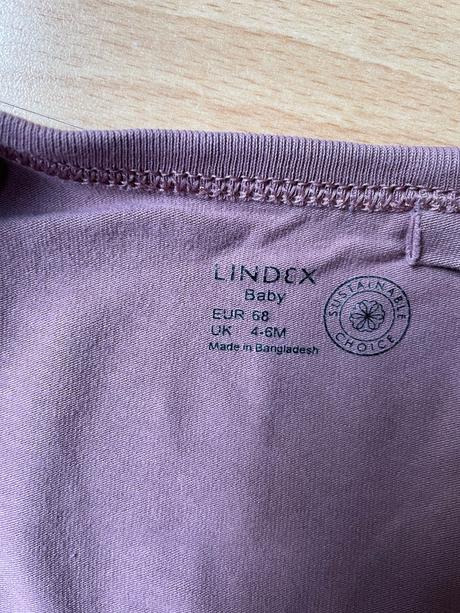 LINDEX
Baby
EUR 68
UK 4-6M
Made in Bangladesh
SUSTAINABLE
CHOICE